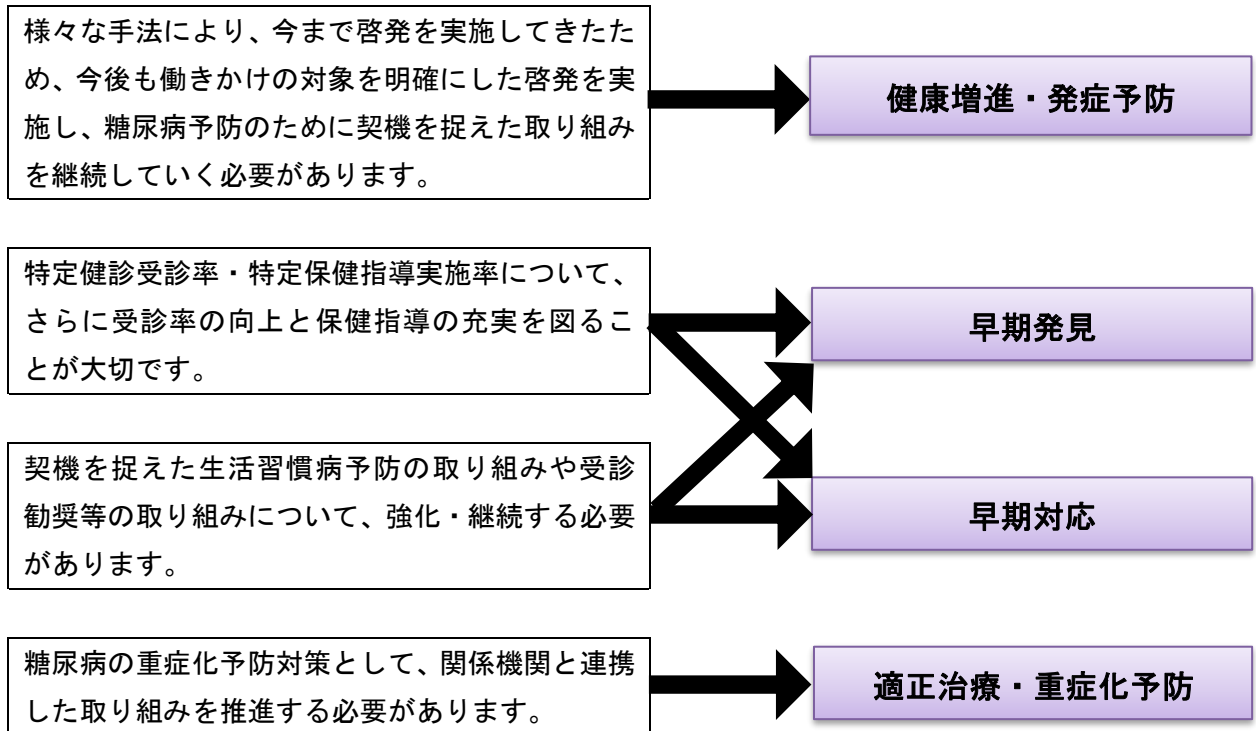 様々な手法により、今まで啓発を実施してきたた
め、今後も働きかけの対象を明確にした啓発を実
施し、糖尿病予防のために契機を捉えた取り組み
を継続していく必要があります。
健康増進・発症予防
特定健診受診率・特定保健指導実施率について、
さらに受診率の向上と保健指導の充実を図るこ
とが大切です。
早期発見
契機を捉えた生活習慣病予防の取り組みや受診
勧奨等の取り組みについて、強化・継続する必要
があります。
早期対応
糖尿病の重症化予防対策として、関係機関と連携
した取り組みを推進する必要があります。
適正治療・重症化予防